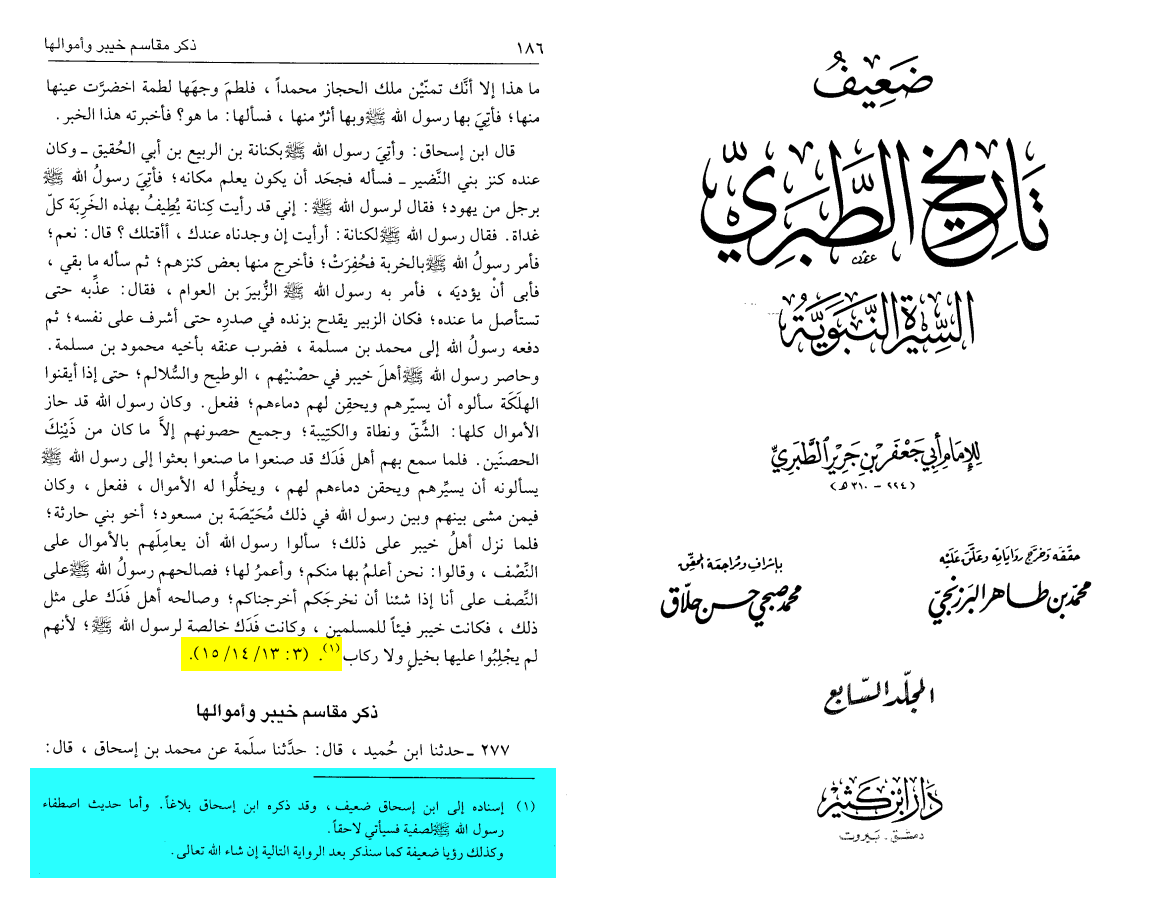 ضَعِيفُ
تَارِيخُ الطَّبَرِيِّ
السِّيرَةُ النَّبَوِيَّةُ
لِلْإِمَامِ أَبِي جَعْفَر بْنِ جَرِيرِ الطَّبَرِيِّ
(٢٢٤ - ٣١٠ هـ)
حقّقه وخرّج رواياته وعلّق عليه
محمّد بن طاهر البرزنجي
بإشراف ومراجعة المحقّق
محمد صبحي حسن حلاق
المجلّد السّابع
دار ابن كثير
دمشق - بيروت
١٨٦
ذكر مقاسم خيبر وأموالها
ما هذا إلا أنَّك تمنّيْن ملك الحجاز محمداً ، فلطمَ وجهَها لطمة اخضرَّت عينها
منها؛ فأتِيَ بها رسول الله ﷺ وبها أثرٌ منها ، فسألها: ما هو؟ فأخبرته هذا الخبر.
قال ابن إسحاق: وأتِيَ رسول الله ﷺ بكنانة بن الربيع بن أبي الحُقيق ـ وكان
عنده كنز بني النَّضير ـ فسأله فجحَد أن يكون يعلم مكانه؛ فأتِيَ رسولُ الله ﷺ
برجل من يهود؛ فقال لرسول الله ﷺ: إني قد رأيت كِنانة يُطِيفُ بهذه الخَرِبَة كلّ
غداة. فقال رسول الله ﷺ لكنانة: أرأيت إن وجدناه عندك ، أأقتلك ؟ قال: نعم؛
فأمر رسولُ الله ﷺ بالخربة فحُفِرَتْ؛ فأخرج منها بعض كنزهم؛ ثم سأله ما بقي ،
فأبى أنْ يؤديَه ، فأمر به رسول الله ﷺ الزُّبيرَ بن العوام ، فقال: عذِّبه حتى
تستأصل ما عنده؛ فكان الزبير يقدح بزنده في صدرِه حتى أشرف على نفسه؛ ثم
دفعه رسولُ الله إلى محمد بن مسلمة ، فضرب عنقه بأخيه محمود بن مسلمة.
وحاصر رسول الله ﷺ أهلَ خيبر في حصْنيْهم ، الوطيح والسُّلالم؛ حتى إذا أيقنوا
الهلَكَة سألوه أن يسيّرهم ويحقِن لهم دماءهم؛ ففعل. وكان رسول الله قد حاز
الأموال كلها: الشِّقّ ونطاة والكتِيبة؛ وجميع حصونهم إلاَّ ما كان من ذَيْنِكَ
الحصنَين. فلما سمع بهم أهل فَدَك قد صنعوا ما صنعوا بعثوا إلى رسول الله ﷺ
يسألونه أن يسيِّرهم ويحقن دماءهم لهم ، ويخلُّوا له الأموال ، ففعل ، وكان
فيمن مشى بينهم وبين رسول الله في ذلك مُحَيّصَة بن مسعود؛ أخو بني حارثة؛
فلما نزل أهلُ خيبر على ذلك؛ سألوا رسول الله أن يعامِلَهم بالأموال على
النِّصْف ، وقالوا: نحن أعلمُ بها منكم؛ وأعمرُ لها؛ فصالحهم رسولُ الله ﷺ على
النِّصف على أنا إذا شئنا أن نخرجَكم أخرجناكم؛ وصالحه أهل فَدَك على مثل
ذلك ، فكانت خيبر فيئاً للمسلمين ، وكانت فَدَك خالصة لرسول الله ﷺ؛ لأنهم
لم يجْلِبُوا عليها بخيلٍ ولا ركاب(١). (٣: ١٣/ ١٤/ ١٥).
ذكر مقاسم خيبر وأموالها
٢٧٧ ـ حدثنا ابن حُميد ، قال: حدَّثنا سلَمة عن محمد بن إسحاق ، قال:
(١) إسناده إلى ابن إسحاق ضعيف، وقد ذكره ابن إسحاق بلاغاً. وأما حديث اصطفاء
رسول الله ﷺ لصفية فسيأتي لاحقاً.
وكذلك رؤيا ضعيفة كما سنذكر بعد الرواية التالية إن شاء الله تعالى.